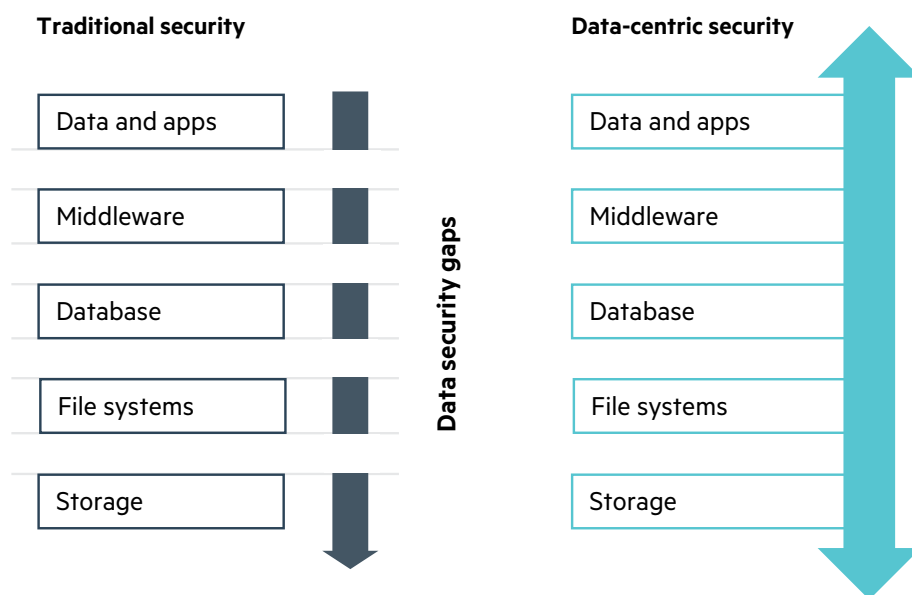 Traditional security
Data and apps
Middleware
Database
File systems
Storage
Data security gaps
Data-centric security
Data and apps
Middleware
Database
File systems
Storage